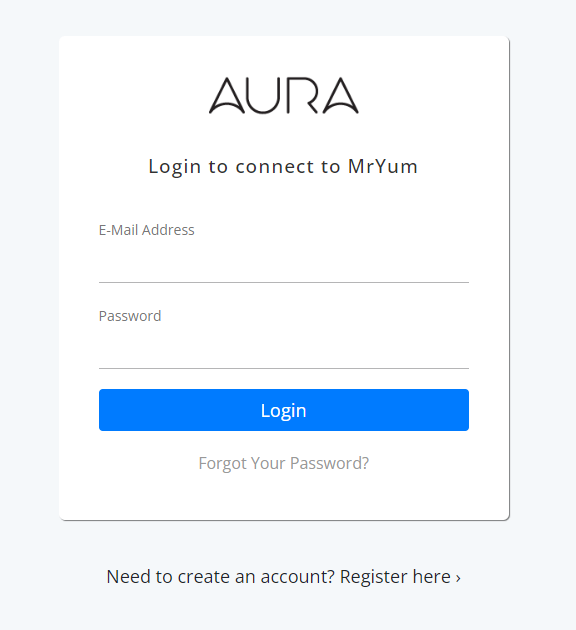 AURA
Login to connect to MrYum
E-Mail Address
Password
Login
Forgot Your Password?
Need to create an account? Register here ›